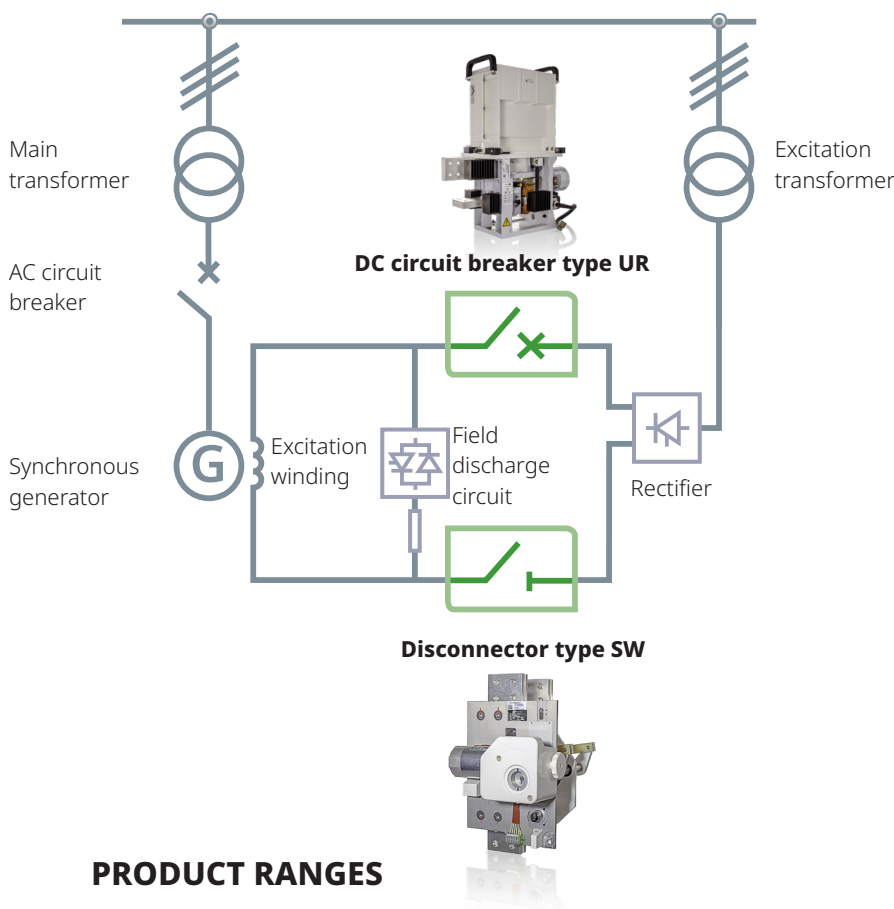 Main
transformer
Excitation
transformer
DC circuit breaker type UR
AC circuit
breaker
Synchronous
generator
G
Excitation
winding
Field
discharge
circuit
Rectifier
Disconnector type SW
PRODUCT RANGES